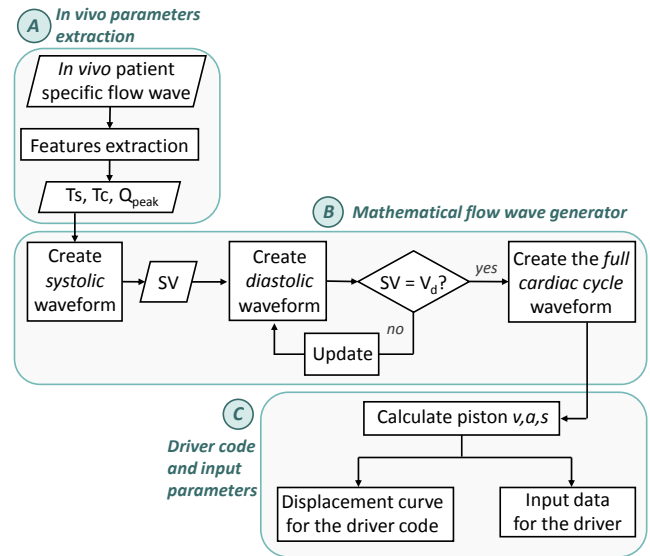 A
In vivo parameters
extraction
In vivo patient
specific flow wave
Features extraction
Ts, Tc, Qpeak
B
Mathematical flow wave generator
Create
systolic
waveform
SV
Create
diastolic
waveform
SV = Vd?
yes
no
Update
Create the full
cardiac cycle
waveform
C
Driver code
and input
parameters
Calculate piston v,a,s
Displacement curve
for the driver code
Input data
for the driver